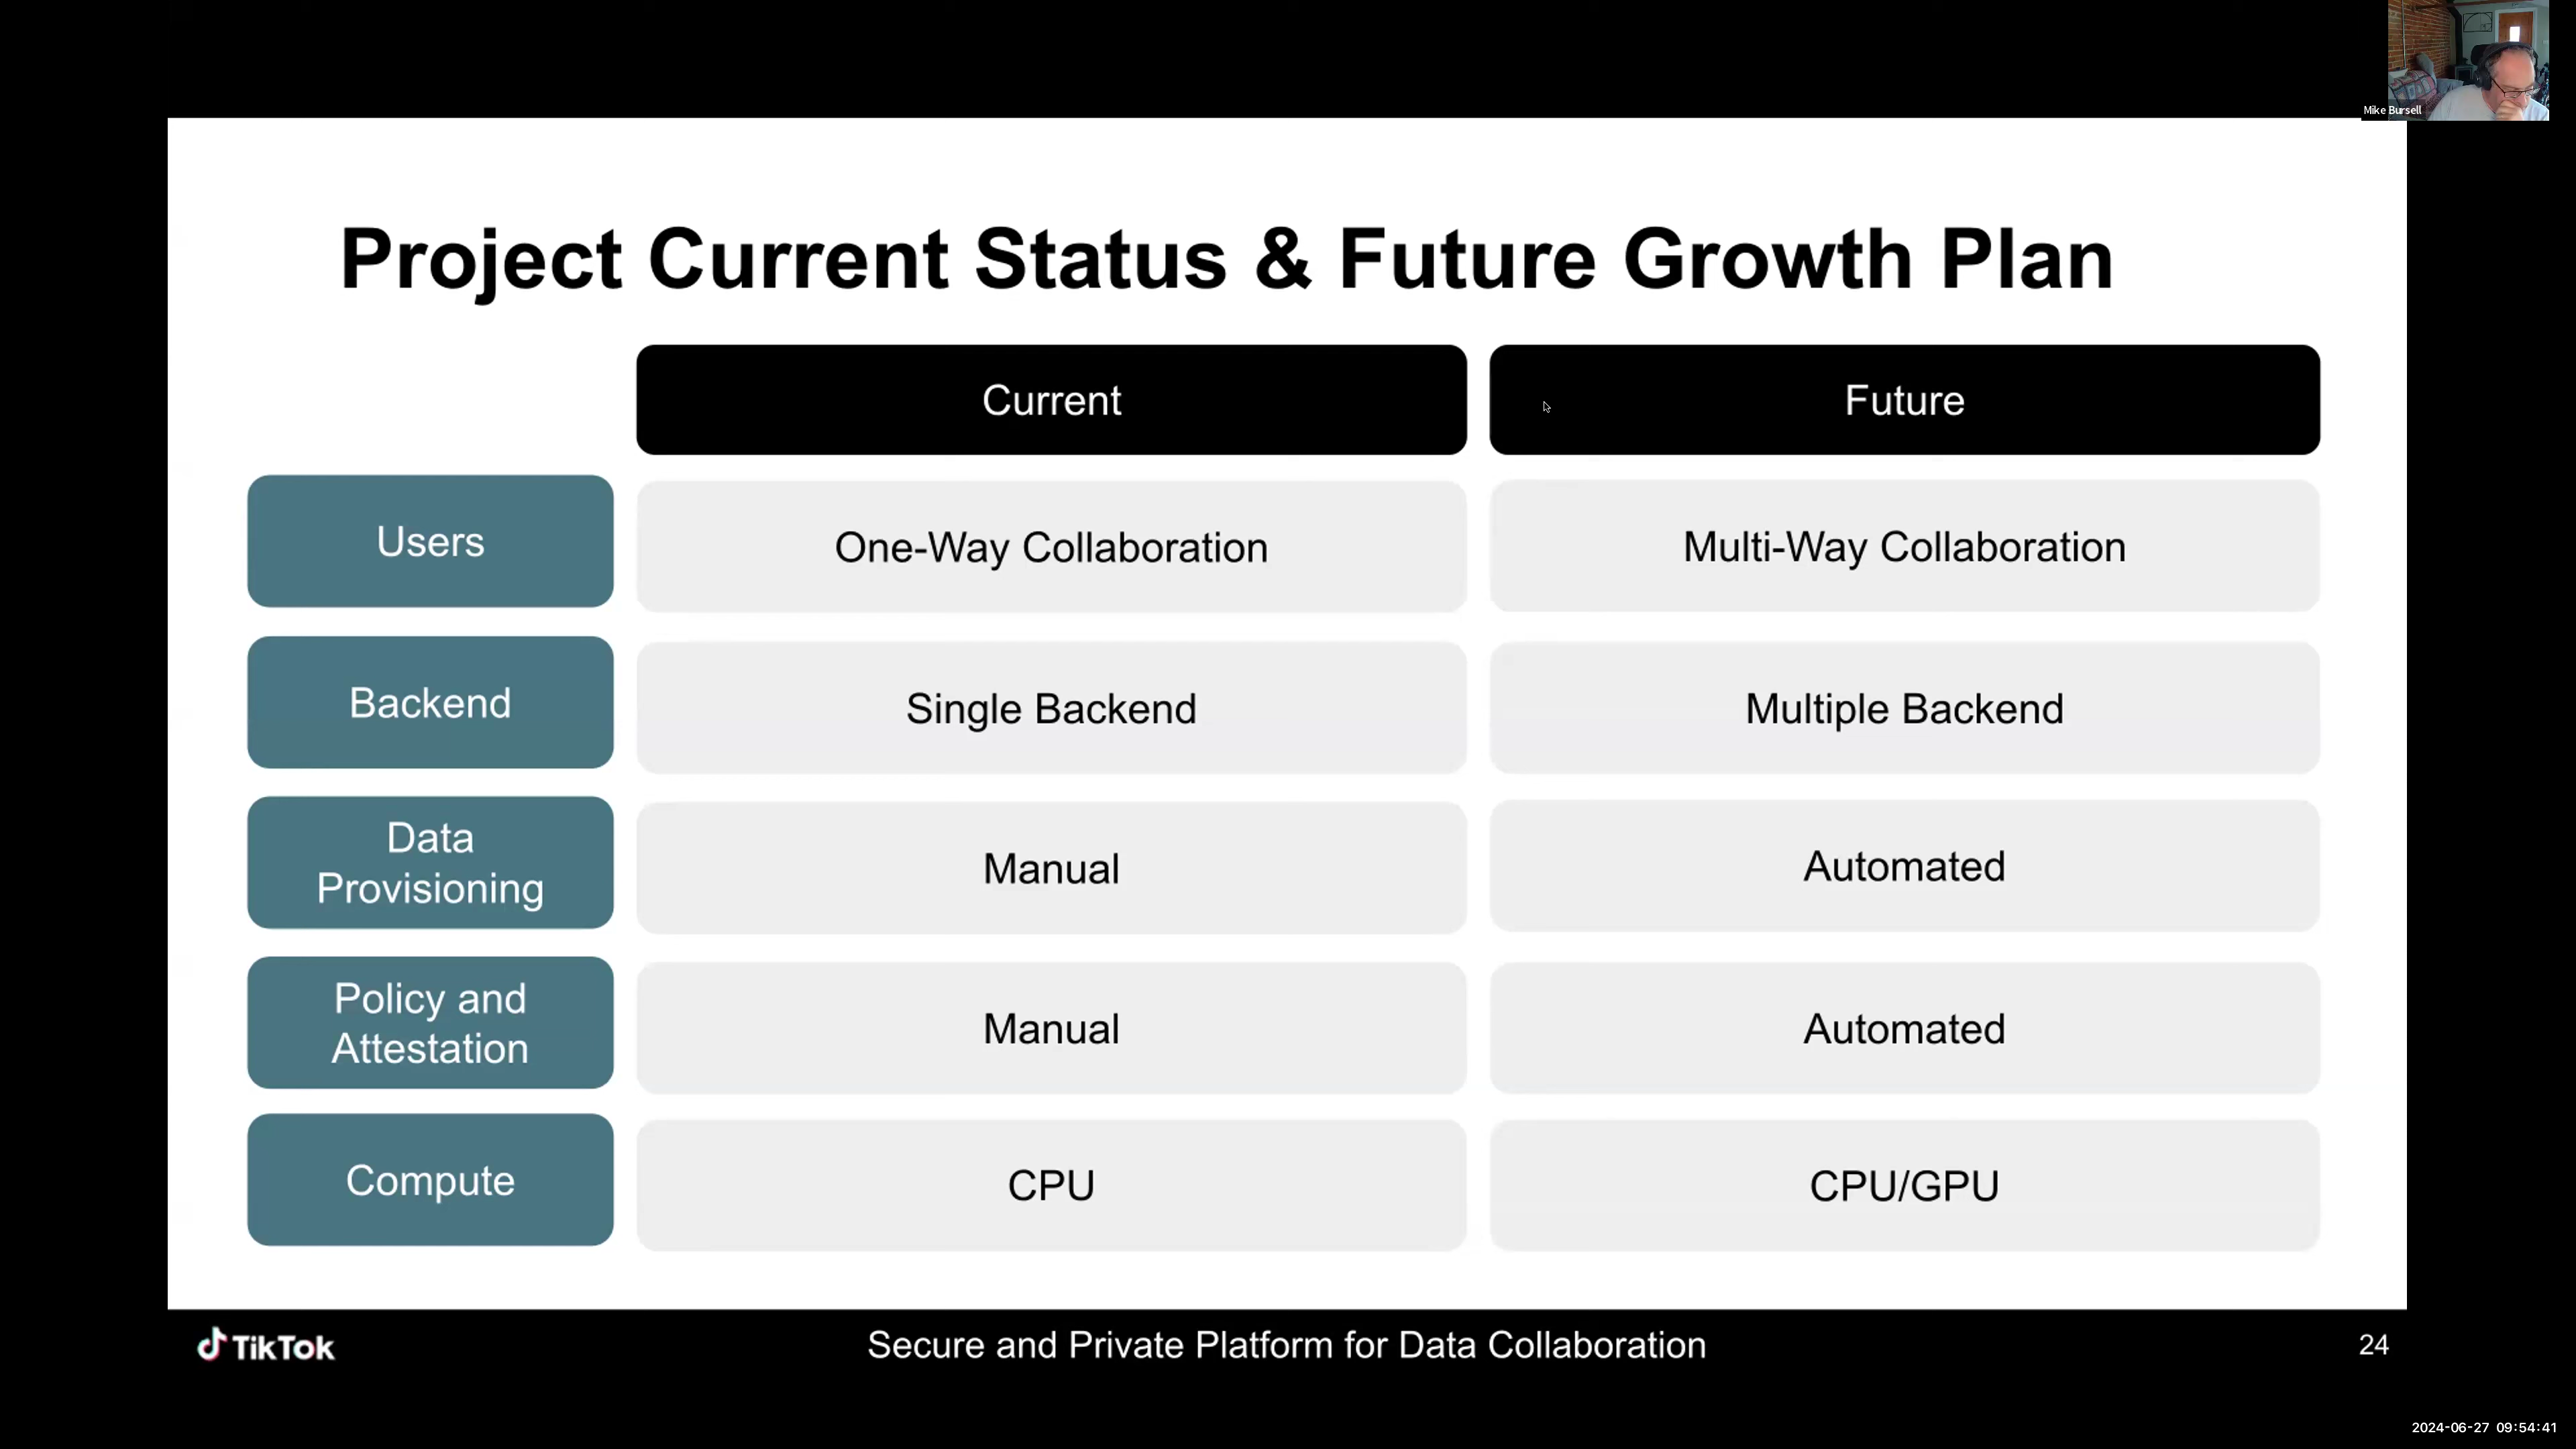 Mike Bursell
Project Current Status & Future Growth Plan
Current
Future
Users
One-Way Collaboration
Multi-Way Collaboration
Backend
Single Backend
Multiple Backend
Data
Provisioning
Manual
Automated
Policy and
Attestation
Manual
Automated
Compute
CPU
CPU/GPU
TikTok
Secure and Private Platform for Data Collaboration
24
2024-06-27 09:54:41